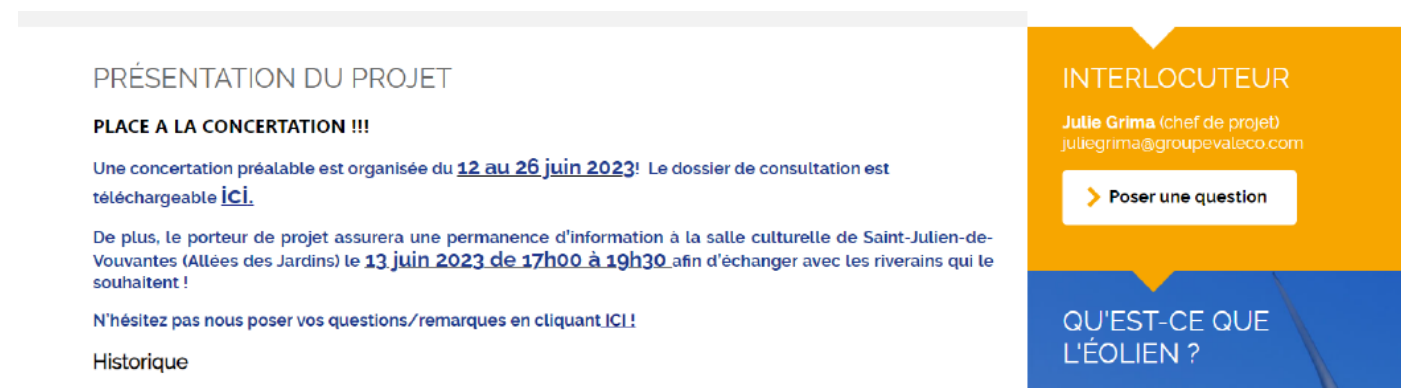 PRÉSENTATION DU PROJET
PLACE A LA CONCERTATION !!!
Une concertation préalable est organisée du 12 au 26 juin 2023! Le dossier de consultation est
téléchargeable ici.
De plus, le porteur de projet assurera une permanence d'information à la salle culturelle de Saint-Julien-de-
Vouvantes (Allées des Jardins) le 13 juin 2023 de 17h00 à 19h30 afin d'échanger avec les riverains qui le
souhaitent !
N'hésitez pas nous poser vos questions/remarques en cliquant ICI !
Historique
INTERLOCUTEUR
Julie Grima (chef de projet)
juliegrima@groupevaleco.com
Poser une question
QU'EST-CE QUE
L'ÉOLIEN ?